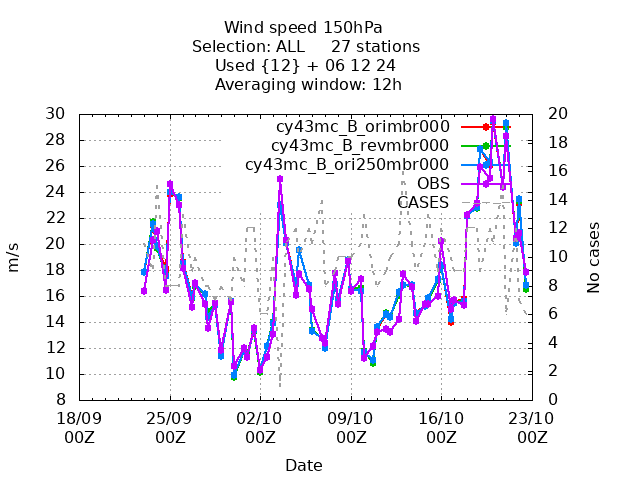 Wind speed 150hPa
Selection: ALL     27 stations
Used {12} + 06 12 24
Averaging window: 12h
cy43mc_B_orimbr000
cy43mc_B_revmbr000
cy43mc_B_ori250mbr000
OBS
CASES
m/s
30
28
26
24
22
20
18
16
14
12
10
8
20
18
16
14
12
10
8
6
4
2
0
No cases
18/09 25/09 02/10 09/10 16/10 23/10
00Z 00Z 00Z 00Z 00Z 00Z
Date